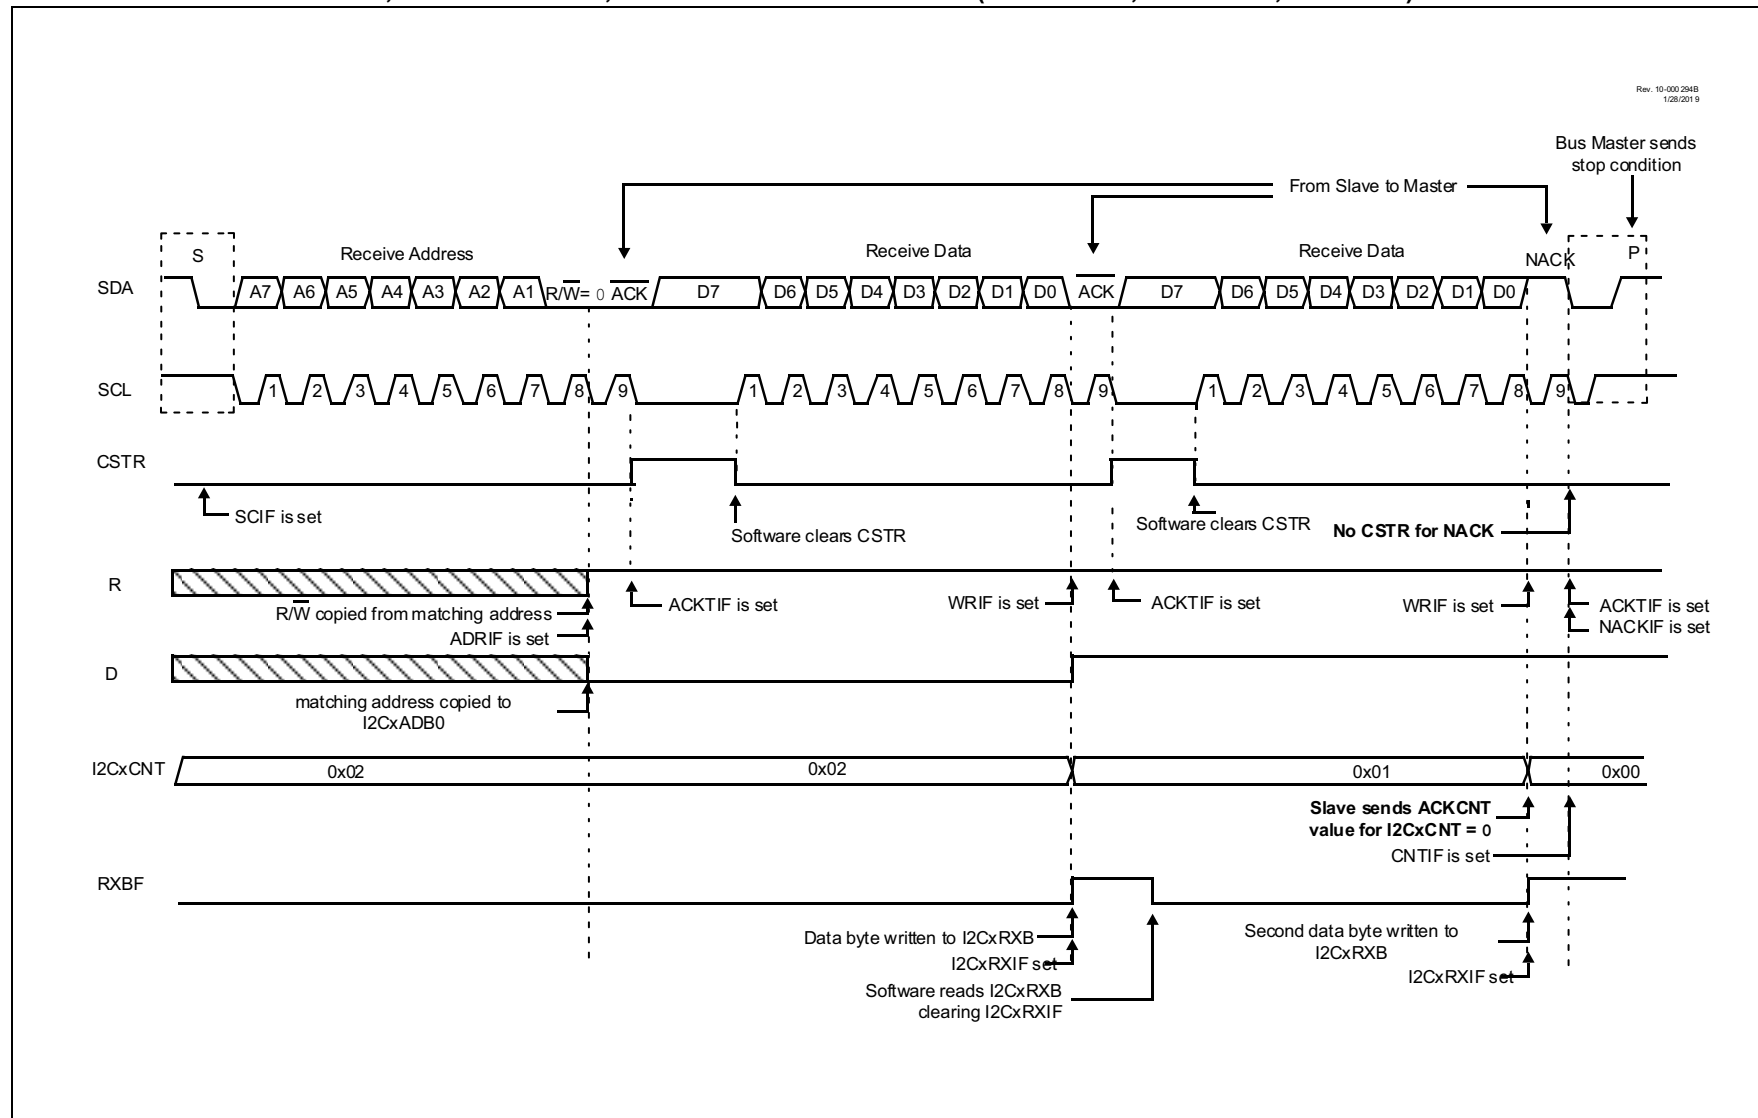 Rev. 10-000 294B
1/28/201 9
Bus Master sends
stop condition
From Slave to Master
S
Receive Address
Receive Data
Receive Data
NACK
P
SDA
A7 A6 A5 A4 A3 A2 A1 R/W= 0 ACK D7 D6 D5 D4 D3 D2 D1 D0 ACK D7 D6 D5 D4 D3 D2 D1 D0
SCL
1 2 3 4 5 6 7 8 9 1 2 3 4 5 6 7 8 9 1 2 3 4 5 6 7 8 9
CSTR
SCIF is set
Software clears CSTR
Software clears CSTR
No CSTR for NACK
R
R/W copied from matching address
ADRIF is set
ACKTIF is set
WRIF is set
ACKTIF is set
WRIF is set
ACKTIF is set
NACKIF is set
D
matching address copied to
I2CxADB0
I2CxCNT
0x02
0x02
0x01
0x00
Slave sends ACKCNT
value for I2CxCNT = 0
CNTIF is set
RXBF
Data byte written to I2CxRXB
I2CxRXIF set
Software reads I2CxRXB
clearing I2CxRXIF
Second data byte written to
I2CxRXB
I2CxRXIF set